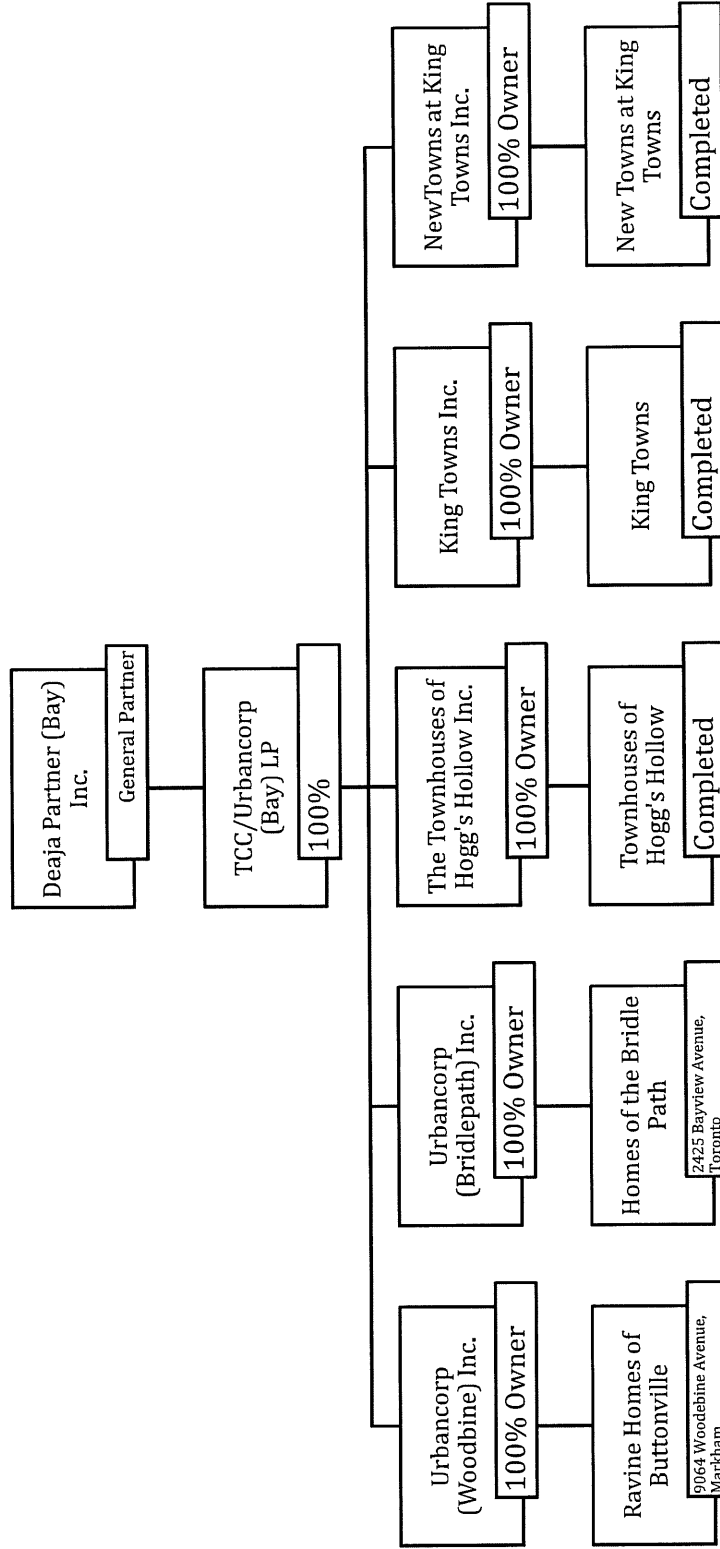 Deaja Partner (Bay)
Inc.
General Partner
TCC/Urbancorp
(Bay) LP
100%
Urbancorp
(Woodbine) Inc.
100% Owner
Urbancorp
(Bridlepath) Inc.
100% Owner
The Townhouses of
Hogg's Hollow Inc.
100% Owner
King Towns Inc.
100% Owner
NewTowns at King
Towns Inc.
100% Owner
Ravine Homes of
Buttonville
9064 Woodebine Avenue,
Markham
Homes of the Bridle
Path
2425 Bayview Avenue,
Toronto
Townhouses of
Hogg's Hollow
Completed
King Towns
Completed
New Towns at King
Towns
Completed